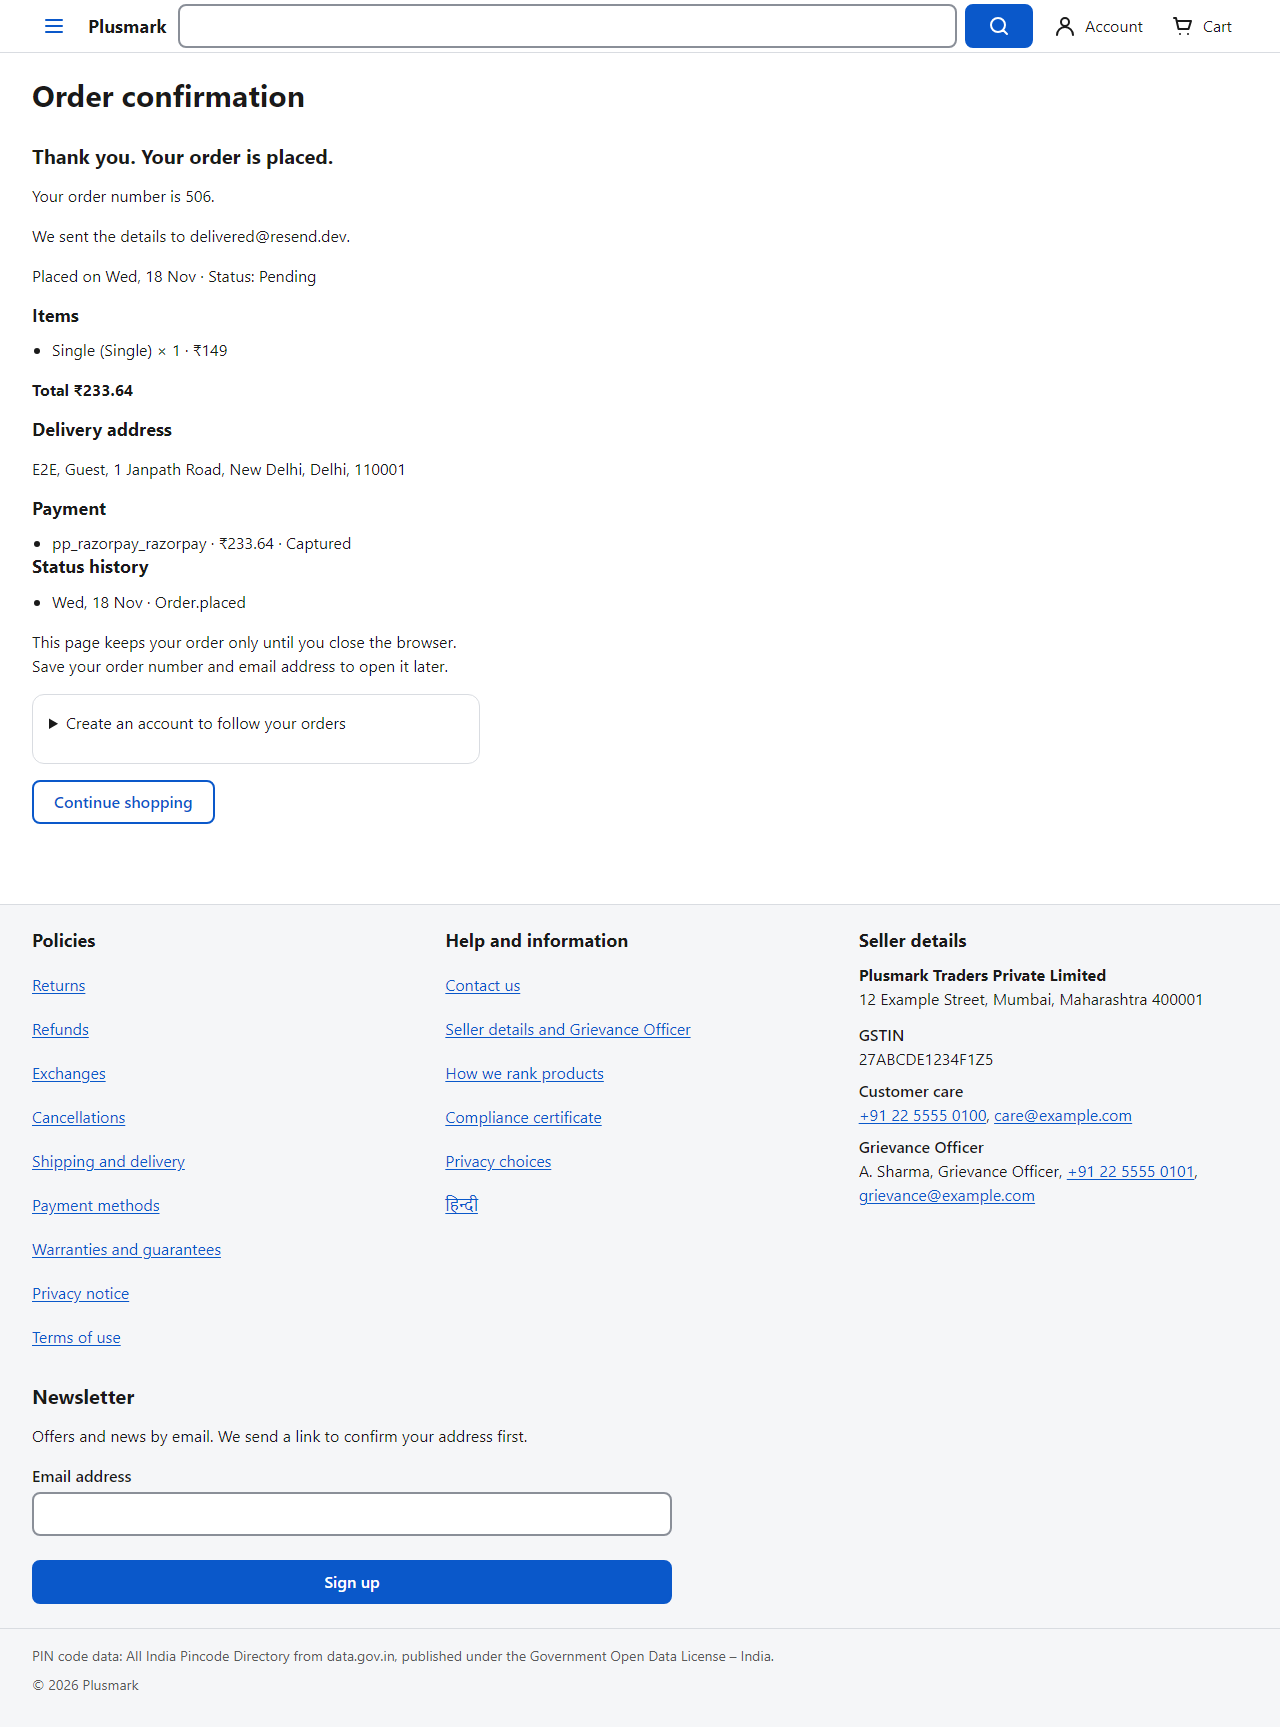 Plusmark
Account
Cart
Order confirmation
Thank you. Your order is placed.
Your order number is 506.
We sent the details to delivered@resend.dev.
Placed on Wed, 18 Nov · Status: Pending
Items
Single (Single) × 1 · ₹149
Total ₹233.64
Delivery address
E2E, Guest, 1 Janpath Road, New Delhi, Delhi, 110001
Payment
pp_razorpay_razorpay · ₹233.64 · Captured
Status history
Wed, 18 Nov · Order.placed
This page keeps your order only until you close the browser.
Save your order number and email address to open it later.
Create an account to follow your orders
Continue shopping
Policies
Returns
Refunds
Exchanges
Cancellations
Shipping and delivery
Payment methods
Warranties and guarantees
Privacy notice
Terms of use
Help and information
Contact us
Seller details and Grievance Officer
How we rank products
Compliance certificate
Privacy choices
हिन्दी
Seller details
Plusmark Traders Private Limited
12 Example Street, Mumbai, Maharashtra 400001
GSTIN
27ABCDE1234F1Z5
Customer care
+91 22 5555 0100, care@example.com
Grievance Officer
A. Sharma, Grievance Officer, +91 22 5555 0101,
grievance@example.com
Newsletter
Offers and news by email. We send a link to confirm your address first.
Email address
Sign up
PIN code data: All India Pincode Directory from data.gov.in, published under the Government Open Data License – India.
© 2026 Plusmark